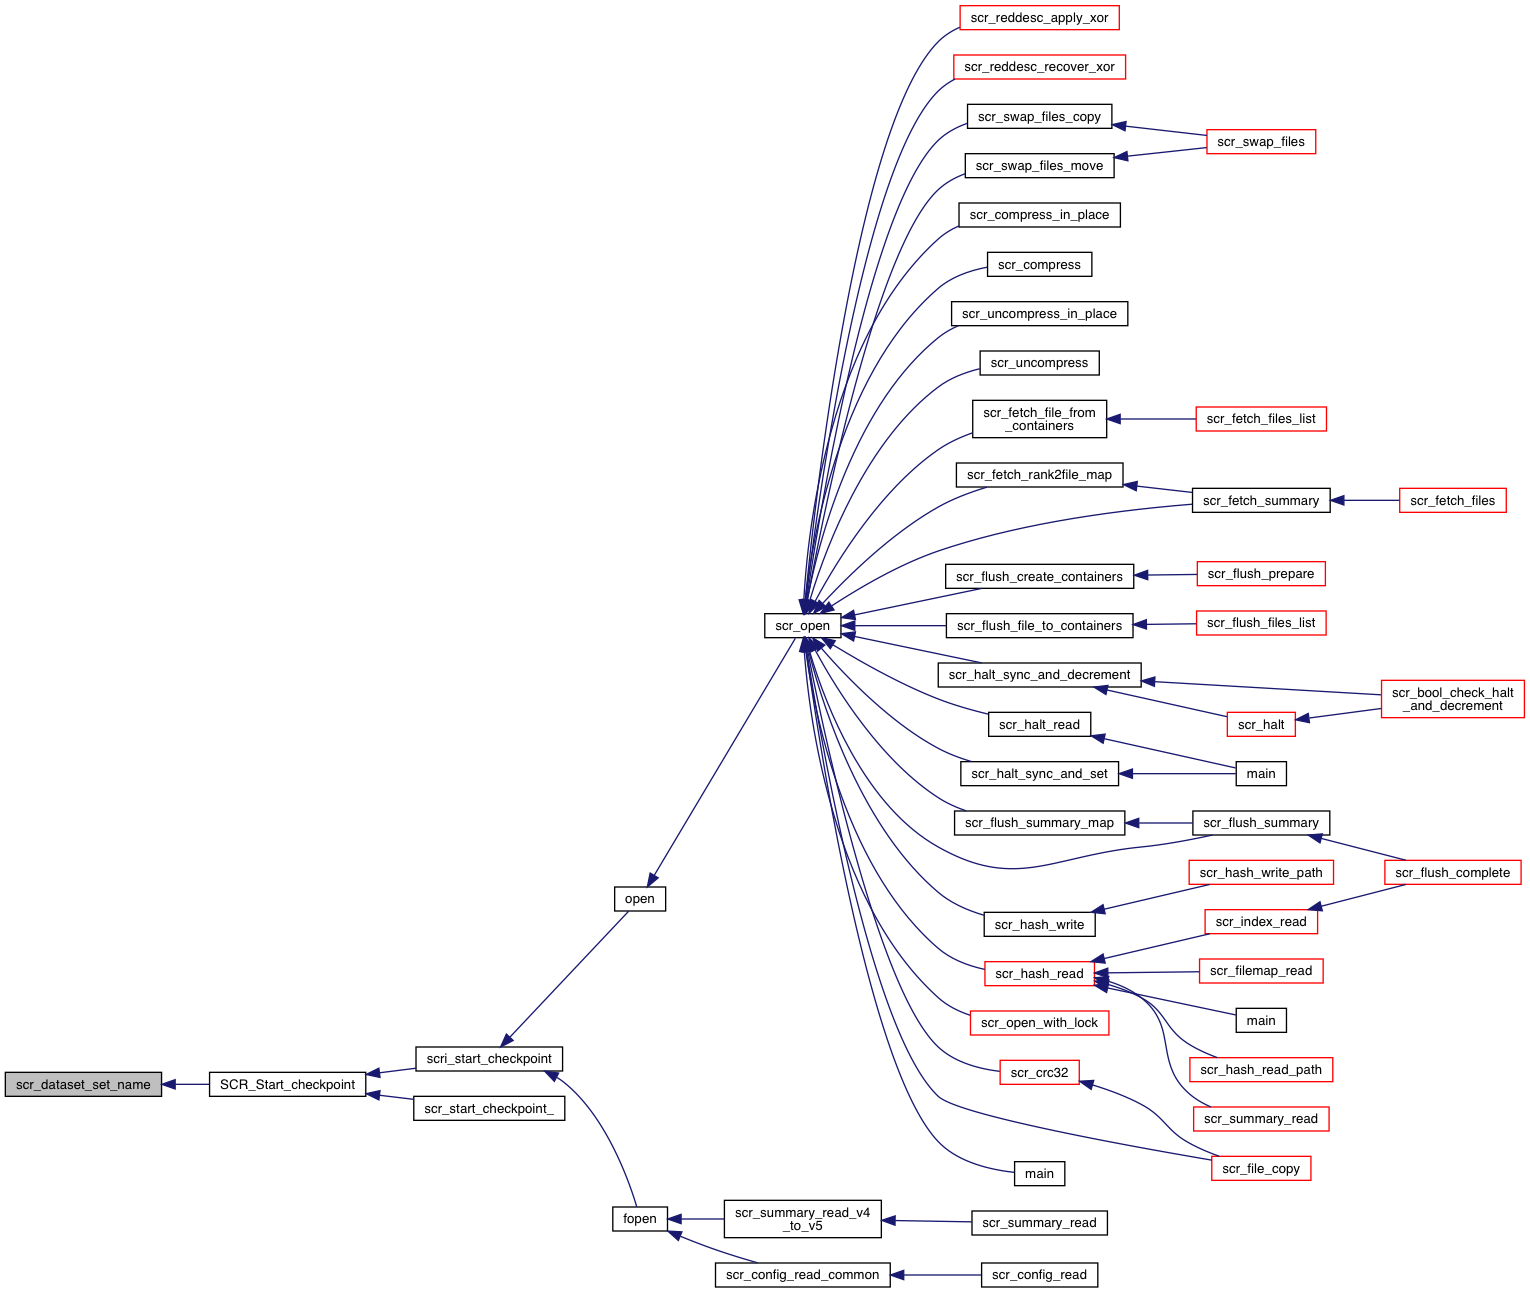 scr_reddesc_apply_xor
scr_reddesc_recover_xor
scr_swap_files_copy
scr_swap_files
scr_swap_files_move
scr_compress_in_place
scr_compress
scr_uncompress_in_place
scr_uncompress
scr_fetch_file_from
_containers
scr_fetch_files_list
scr_fetch_rank2file_map
scr_fetch_summary
scr_fetch_files
scr_flush_create_containers
scr_flush_prepare
scr_open
scr_flush_file_to_containers
scr_flush_files_list
scr_halt_sync_and_decrement
scr_bool_check_halt
_and_decrement
scr_halt_read
scr_halt
scr_halt_sync_and_set
main
scr_flush_summary_map
scr_flush_summary
scr_hash_write_path
scr_flush_complete
open
scr_hash_write
scr_index_read
scr_hash_read
scr_filemap_read
scr_open_with_lock
main
scri_start_checkpoint
scr_crc32
scr_hash_read_path
scr_dataset_set_name
SCR_Start_checkpoint
scr_start_checkpoint_
scr_summary_read
main
scr_file_copy
fopen
scr_summary_read_v4
_to_v5
scr_summary_read
scr_config_read_common
scr_config_read